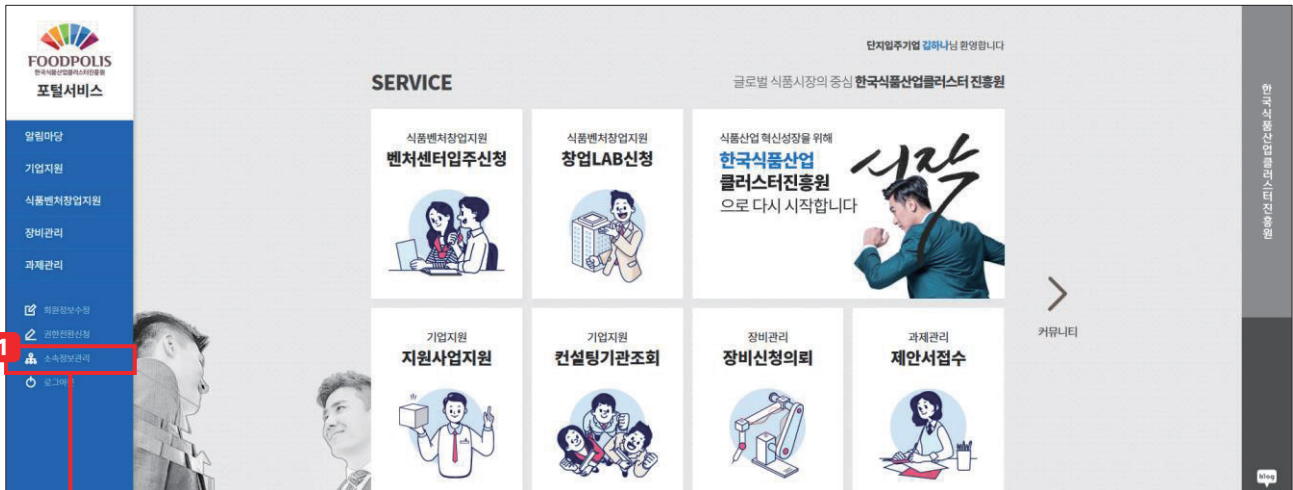 FOODPOLIS
한국식품산업클러스터진흥원
포털서비스
알림마당
기업지원
식품벤처창업지원
장비관리
과제관리
회원정보수정
권한전환신청
1
소속정보관리
단지입주기업 김하나님 환영합니다
SERVICE
글로벌 식품시장의 중심 한국식품산업클러스터 진흥원
식품벤처창업지원
벤처센터입주신청
식품벤처창업지원
창업LAB신청
식품산업 혁신성장을 위해
한국식품산업
클러스터진흥원
으로 다시 시작합니다
시작
기업지원
지원사업지원
기업지원
컨설팅기관조회
장비관리
장비신청의뢰
과제관리
제안서접수
커뮤니티
한국식품산업클러스터진흥원
blog